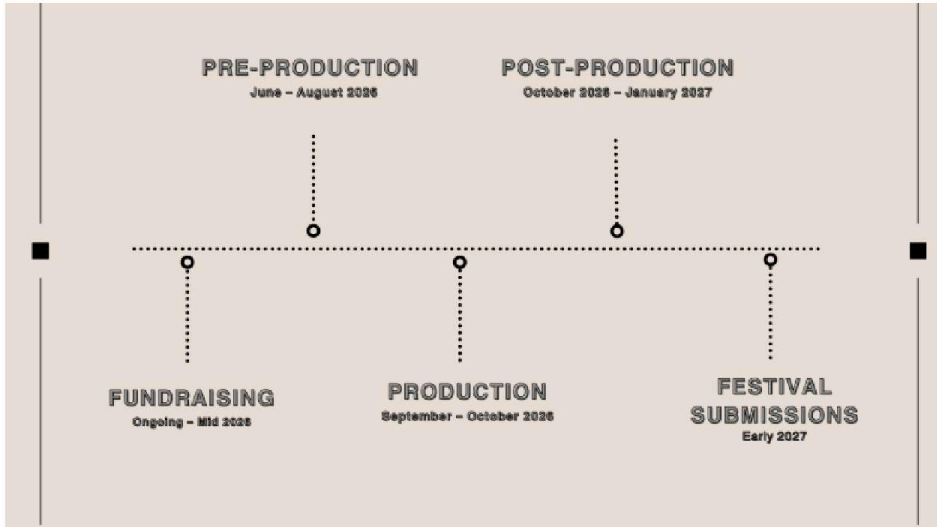 PRE-PRODUCTION
June – August 2026
POST-PRODUCTION
October 2026 – January 2027
FUNDRAISING
Ongoing – Mid 2026
PRODUCTION
September – October 2026
FESTIVAL
SUBMISSIONS
Early 2027